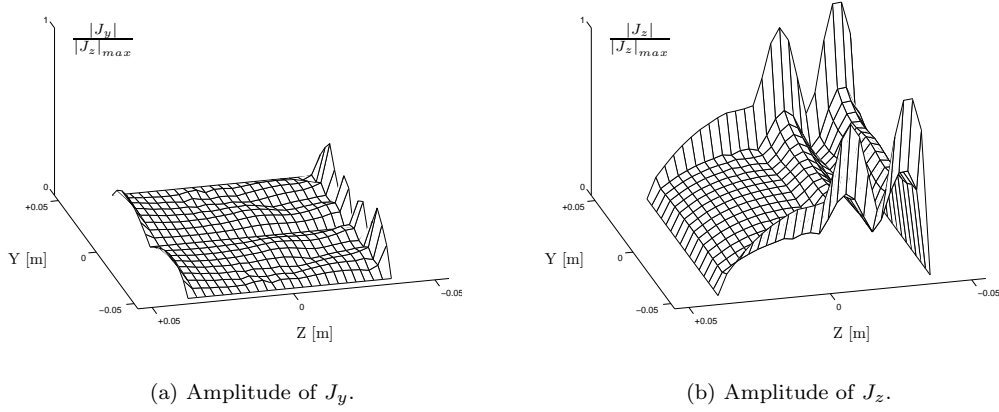 1
|J_y|
|J_z|_max
0
+0.05
Y [m]
0
−0.05
+0.05
0
−0.05
Z [m]
(a) Amplitude of J_y.
1
|J_z|
|J_z|_max
0
+0.05
Y [m]
0
−0.05
+0.05
0
−0.05
Z [m]
(b) Amplitude of J_z.